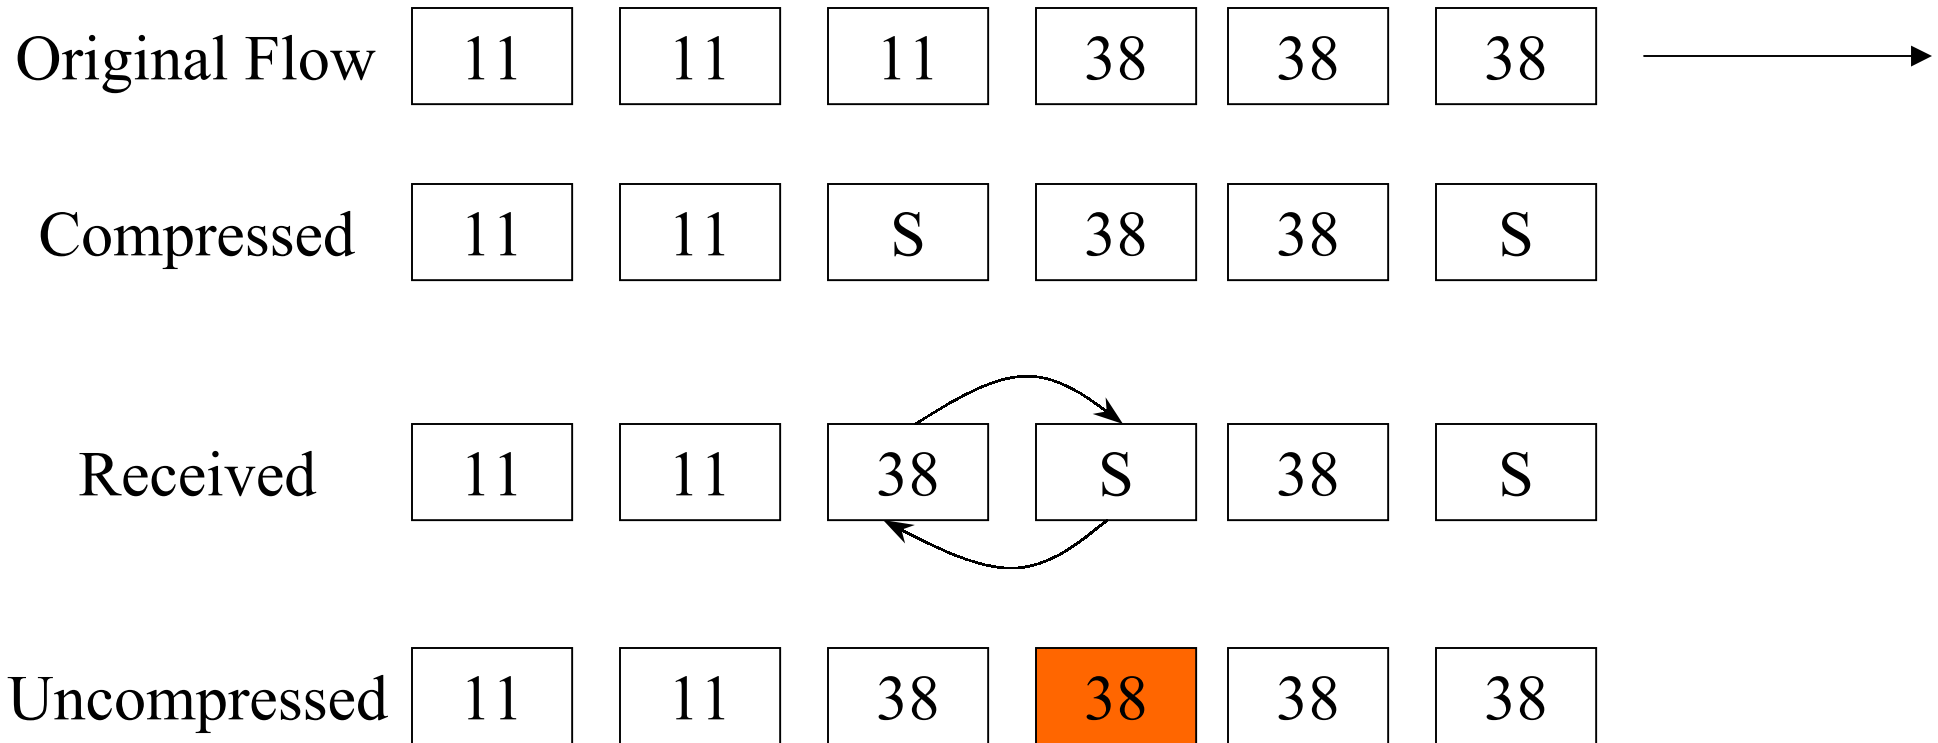 Original Flow 11 11 11 38 38 38
Compressed 11 11 S 38 38 S
Received 11 11 38 S 38 S
Uncompressed 11 11 38 38 38 38